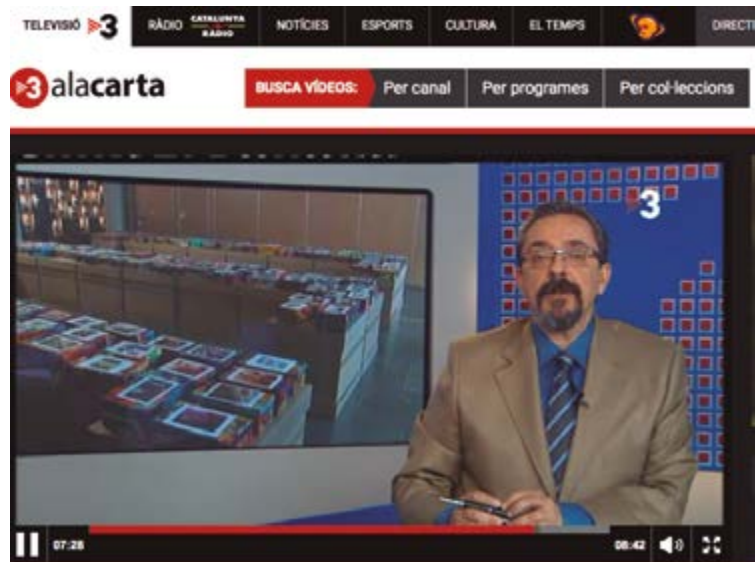 TELEVISIÓ 3 RÀDIO CATALUNYA RÀDIO NOTÍCIES ESPORTS CULTURA EL TEMPS DIRECT
3alacarta BUSCA VÍDEOS: Per canal Per programes Per col·leccions
3
07:28 08:42